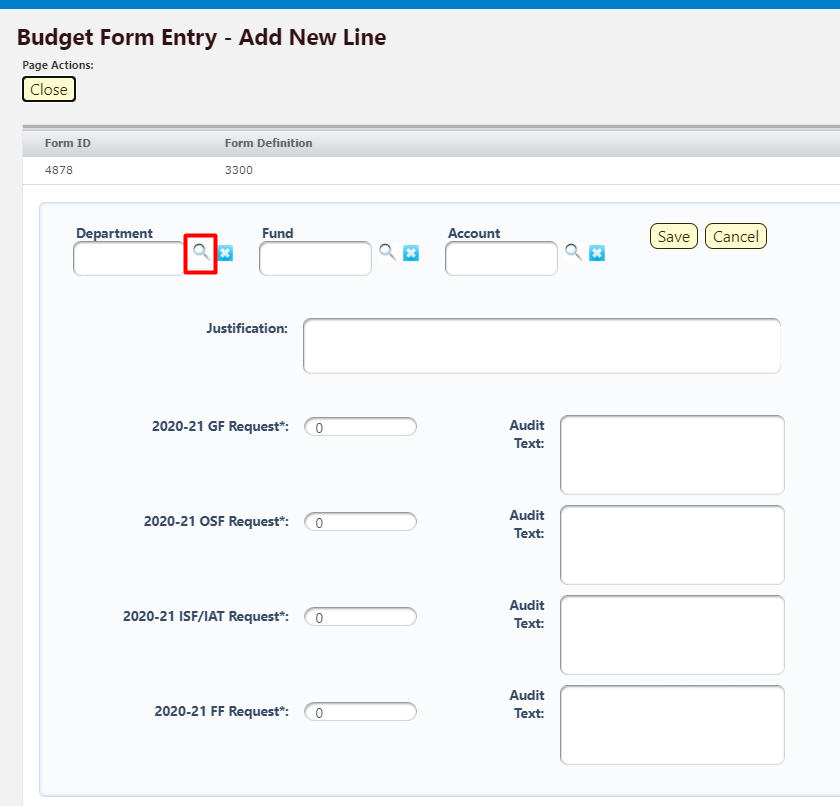 Budget Form Entry - Add New Line
Page Actions:
Close
Form ID Form Definition
4878 3300
Department Fund Account Save Cancel
Justification:
2020-21 GF Request*: 0 Audit
Text:
2020-21 OSF Request*: 0 Audit
Text:
2020-21 ISF/IAT Request*: 0 Audit
Text:
2020-21 FF Request*: 0 Audit
Text: